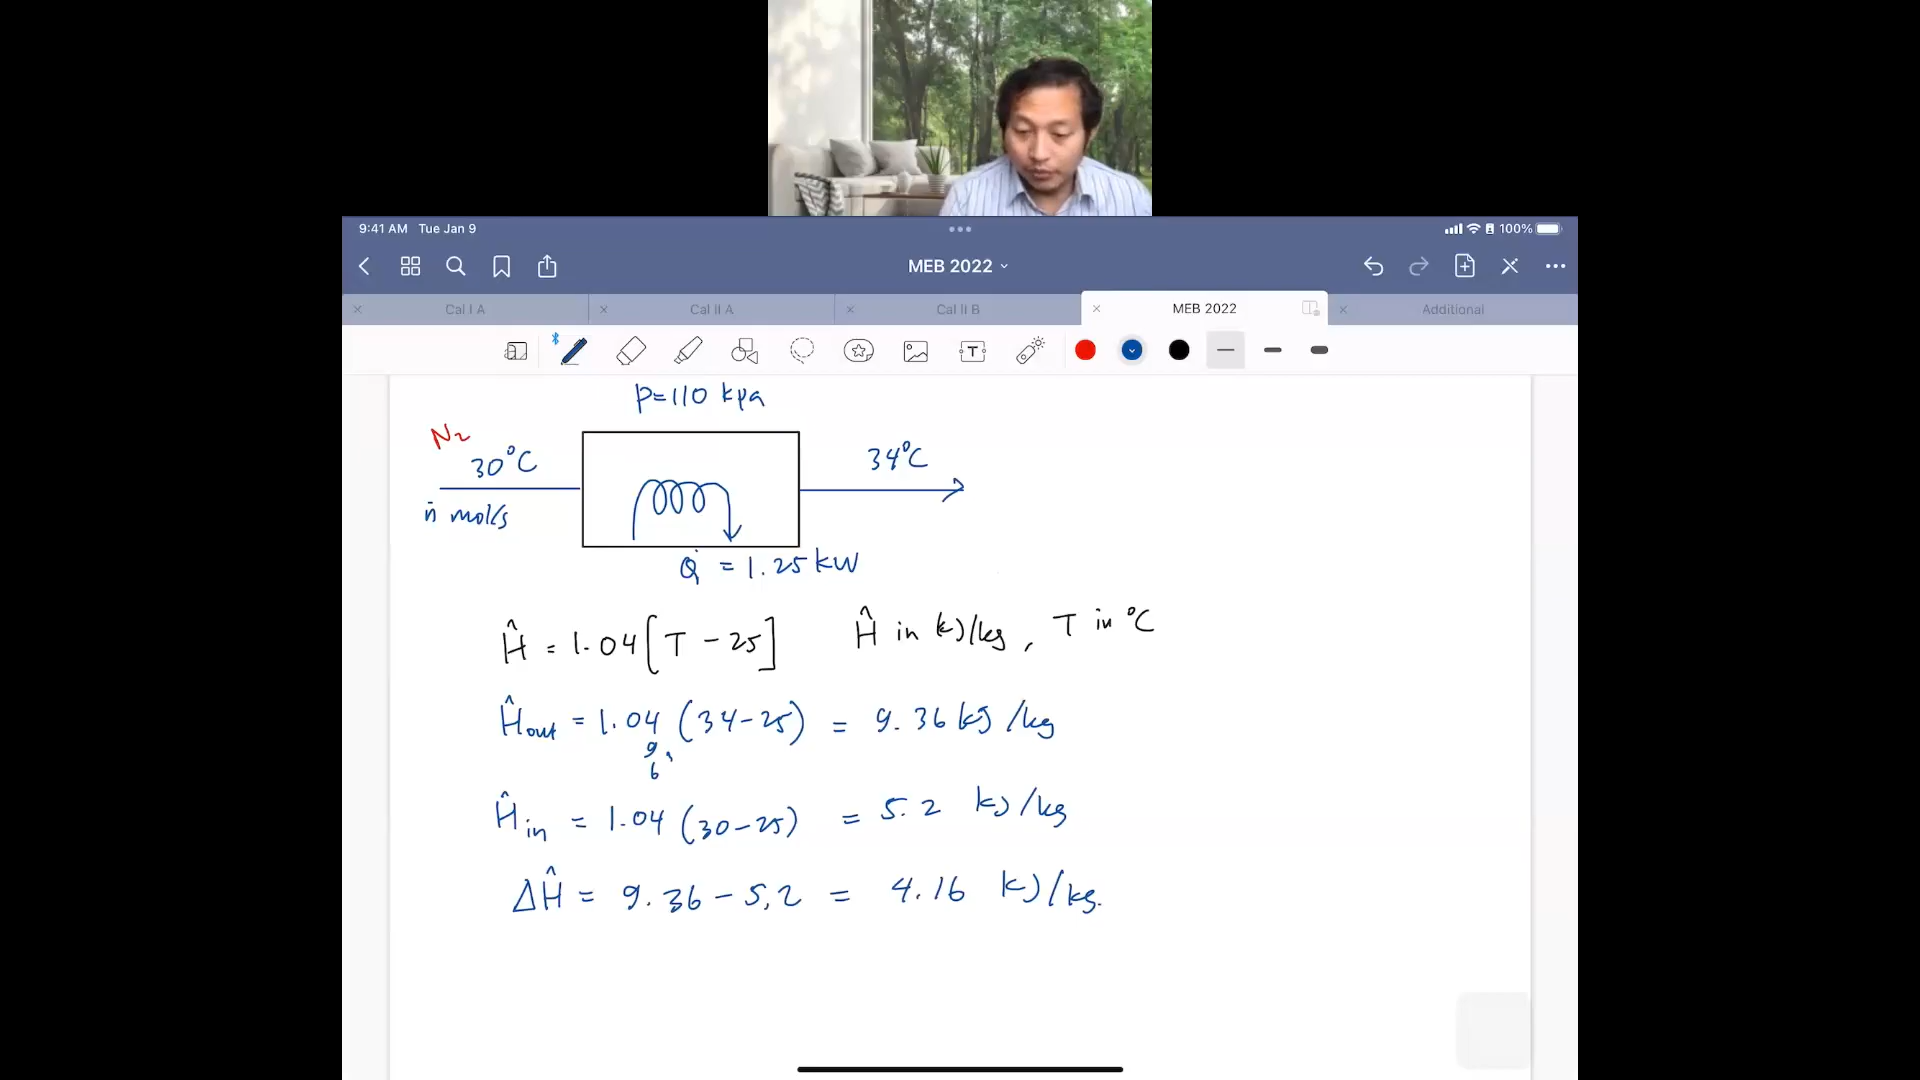 9:41 AM Tue Jan 9
100%
MEB 2022
Cal I A
Cal II A
Cal II B
MEB 2022
Additional
T
P=110 kpa
N₂
30°C
34°C
ṅ mol/s
Q̇ = 1.25 kW
Ĥ = 1.04 [T - 25] Ĥ in kJ/kg, T in °C
Ĥout = 1.04 (34-25) = 9.36 kJ/kg
9
6
Ĥin = 1.04 (30-25) = 5.2 kJ/kg
ΔĤ = 9.36 - 5.2 = 4.16 kJ/kg.